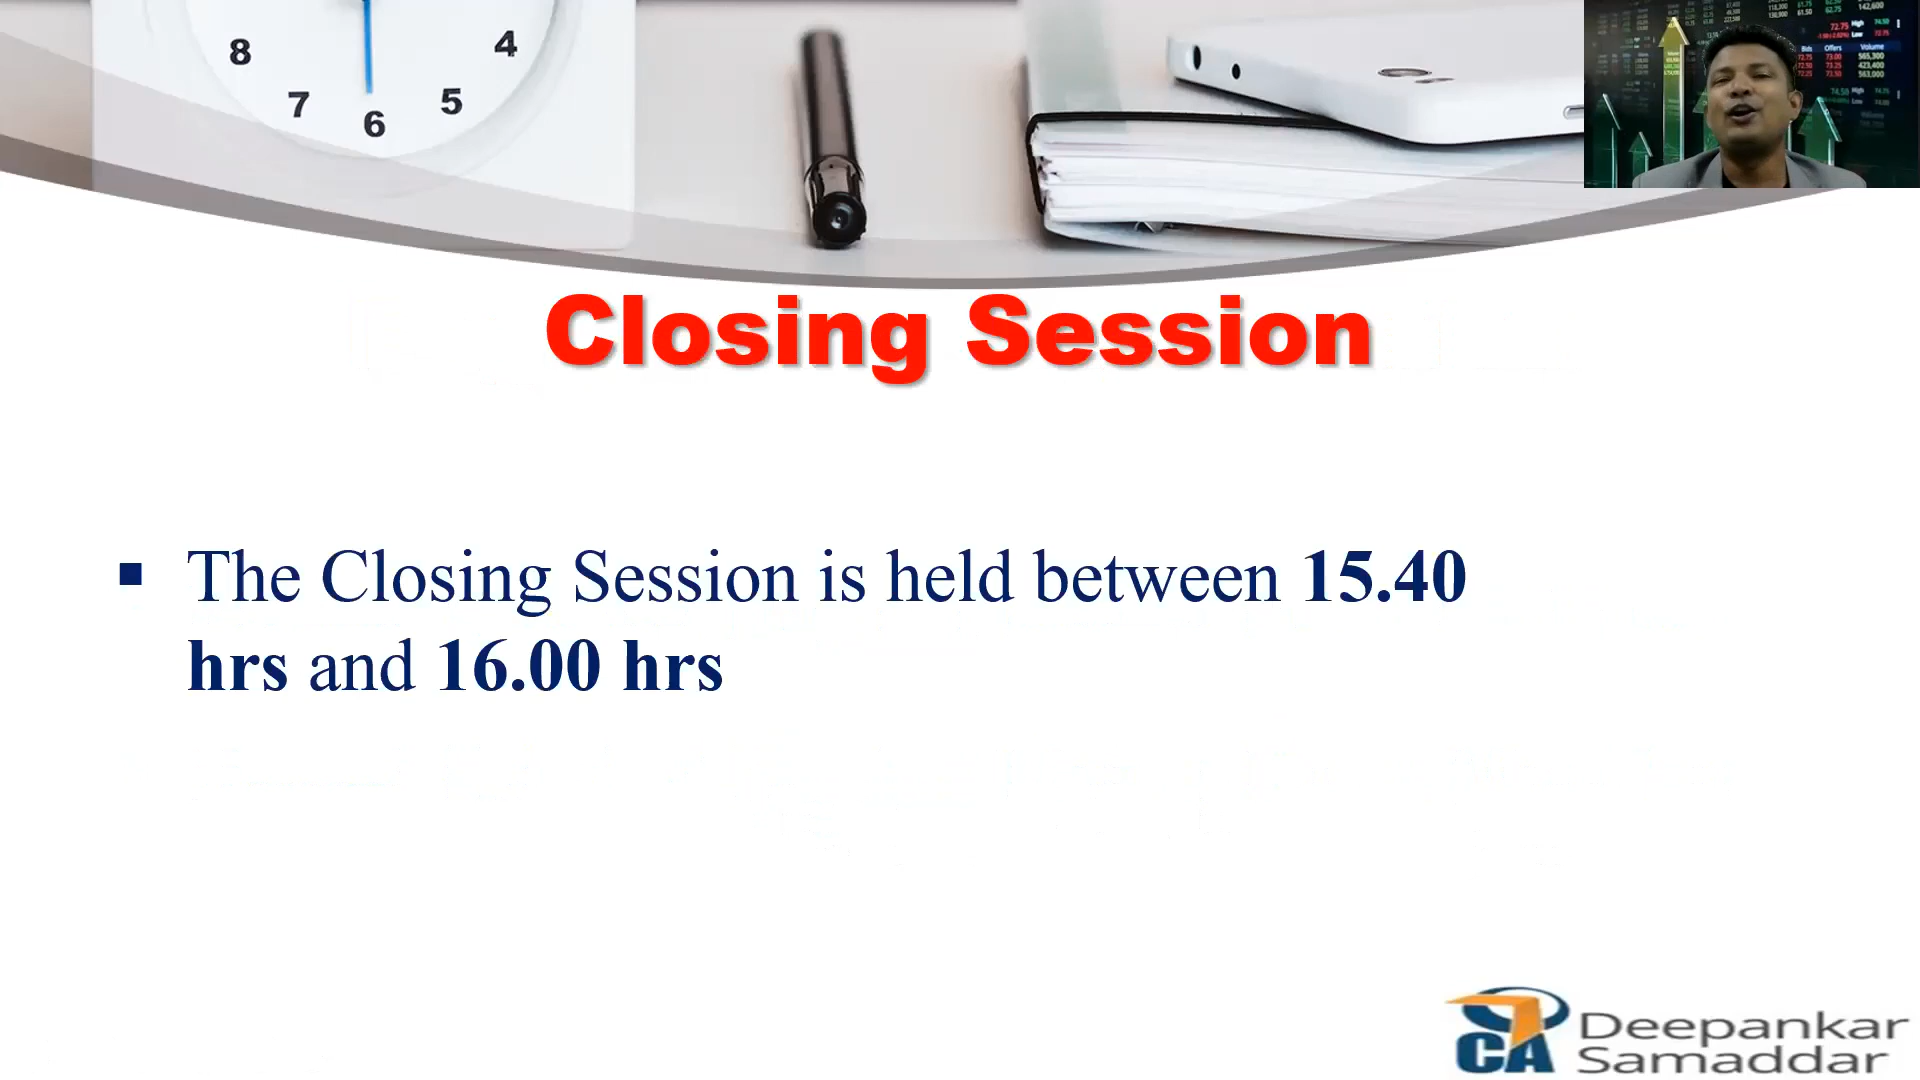 8
4
7
5
6
Closing Session
▪ The Closing Session is held between 15.40
hrs and 16.00 hrs
CA
Deepankar
Samaddar